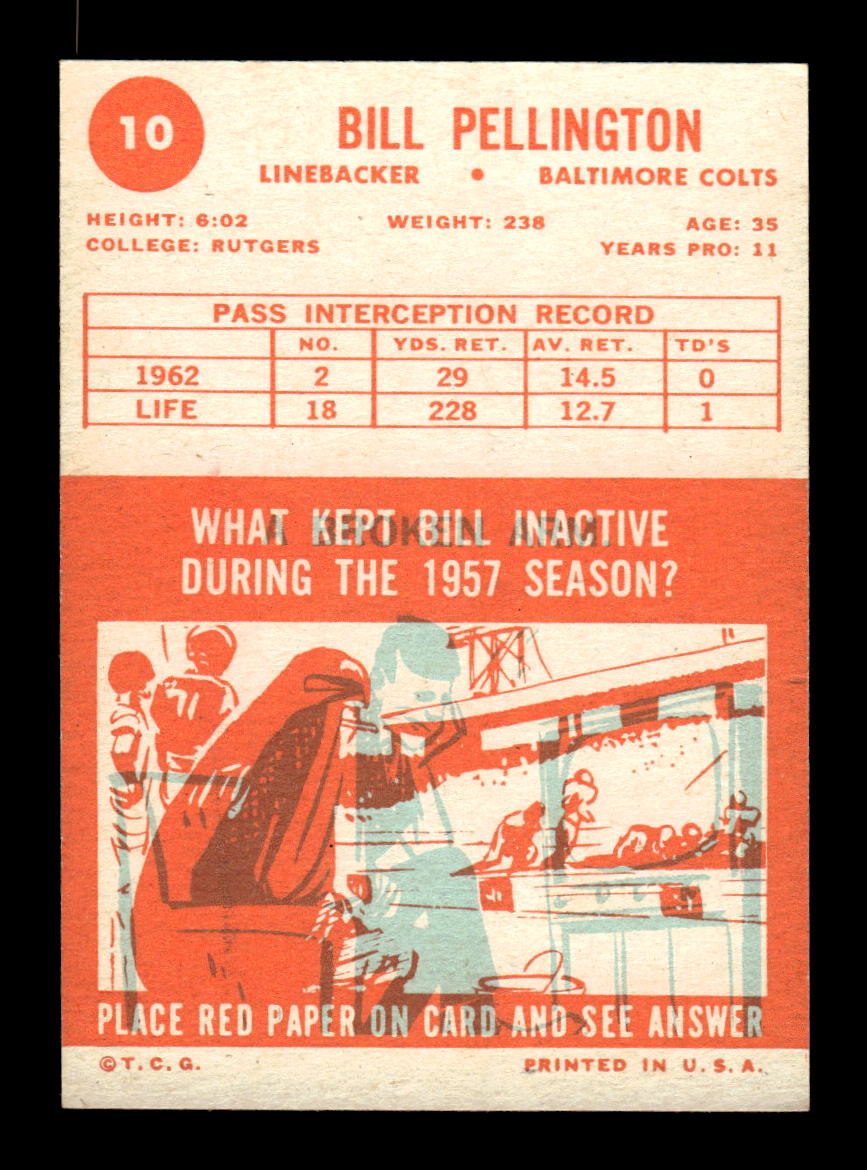 10
BILL PELLINGTON
LINEBACKER • BALTIMORE COLTS
HEIGHT: 6:02 WEIGHT: 238 AGE: 35
COLLEGE: RUTGERS YEARS PRO: 11
PASS INTERCEPTION RECORD
NO. YDS. RET. AV. RET. TD'S
1962 2 29 14.5 0
LIFE 18 228 12.7 1
WHAT KEPT BILL INACTIVE
A BROKEN ARM.
DURING THE 1957 SEASON?
71
PLACE RED PAPER ON CARD AND SEE ANSWER
©T.C.G. PRINTED IN U.S.A.